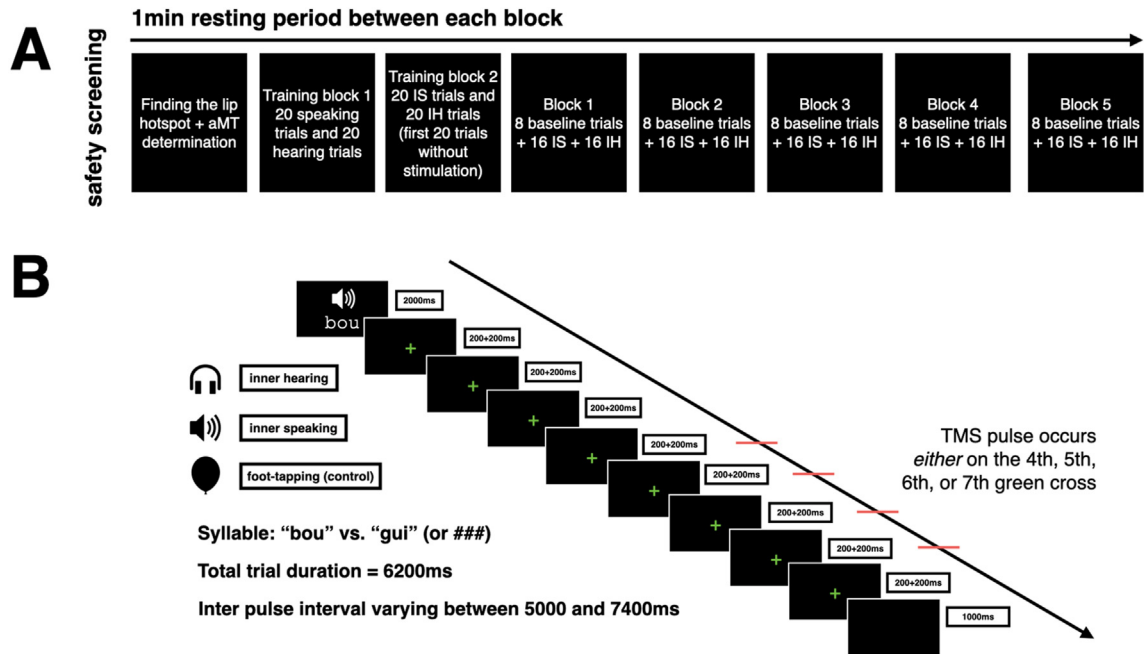 A
safety screening
1min resting period between each block
Finding the lip
hotspot + aMT
determination
Training block 1
20 speaking
trials and 20
hearing trials
Training block 2
20 IS trials and
20 IH trials
(first 20 trials
without
stimulation)
Block 1
8 baseline trials
+ 16 IS + 16 IH
Block 2
8 baseline trials
+ 16 IS + 16 IH
Block 3
8 baseline trials
+ 16 IS + 16 IH
Block 4
8 baseline trials
+ 16 IS + 16 IH
Block 5
8 baseline trials
+ 16 IS + 16 IH
B
bou
2000ms
200+200ms
200+200ms
200+200ms
200+200ms
200+200ms
200+200ms
200+200ms
200+200ms
1000ms
inner hearing
inner speaking
foot-tapping (control)
TMS pulse occurs
either on the 4th, 5th,
6th, or 7th green cross
Syllable: “bou” vs. “gui” (or ###)
Total trial duration = 6200ms
Inter pulse interval varying between 5000 and 7400ms